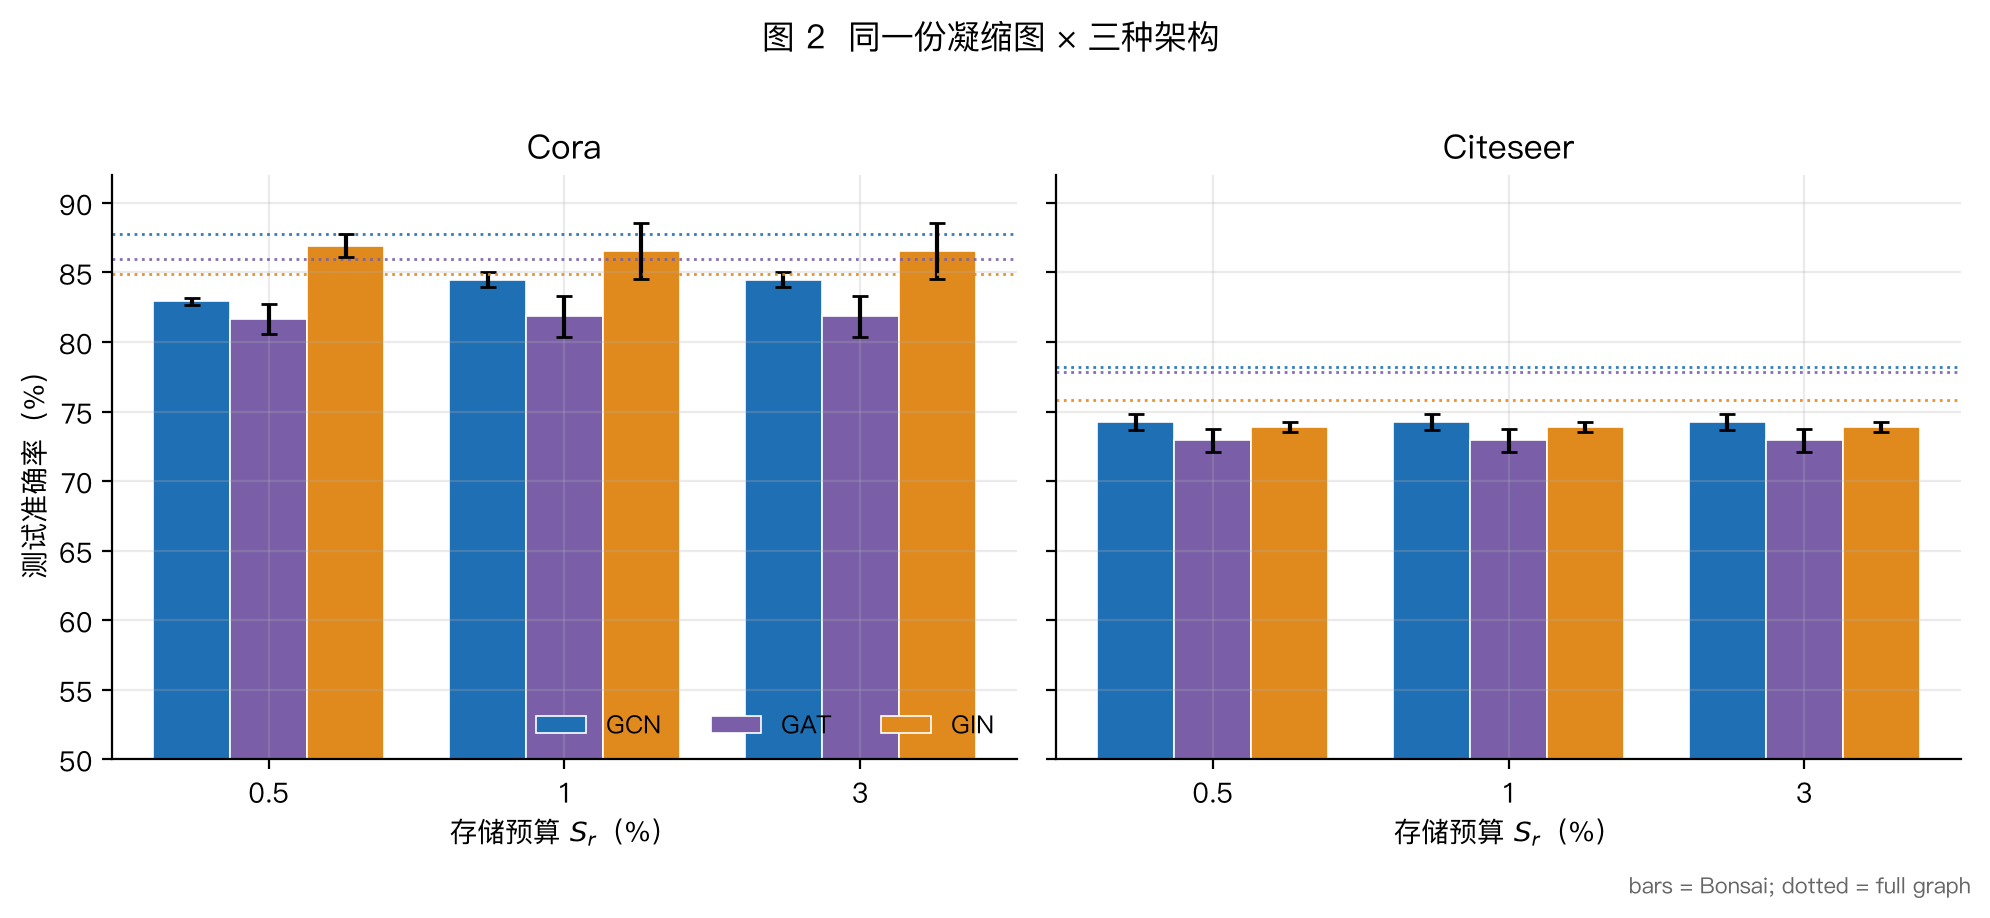 图 2 同一份凝缩图 × 三种架构
Cora
Citeseer
测试准确率（%）
90
85
80
75
70
65
60
55
50
GCN
GAT
GIN
0.5
1
3
0.5
1
3
存储预算 Sr（%）
存储预算 Sr（%）
bars = Bonsai; dotted = full graph